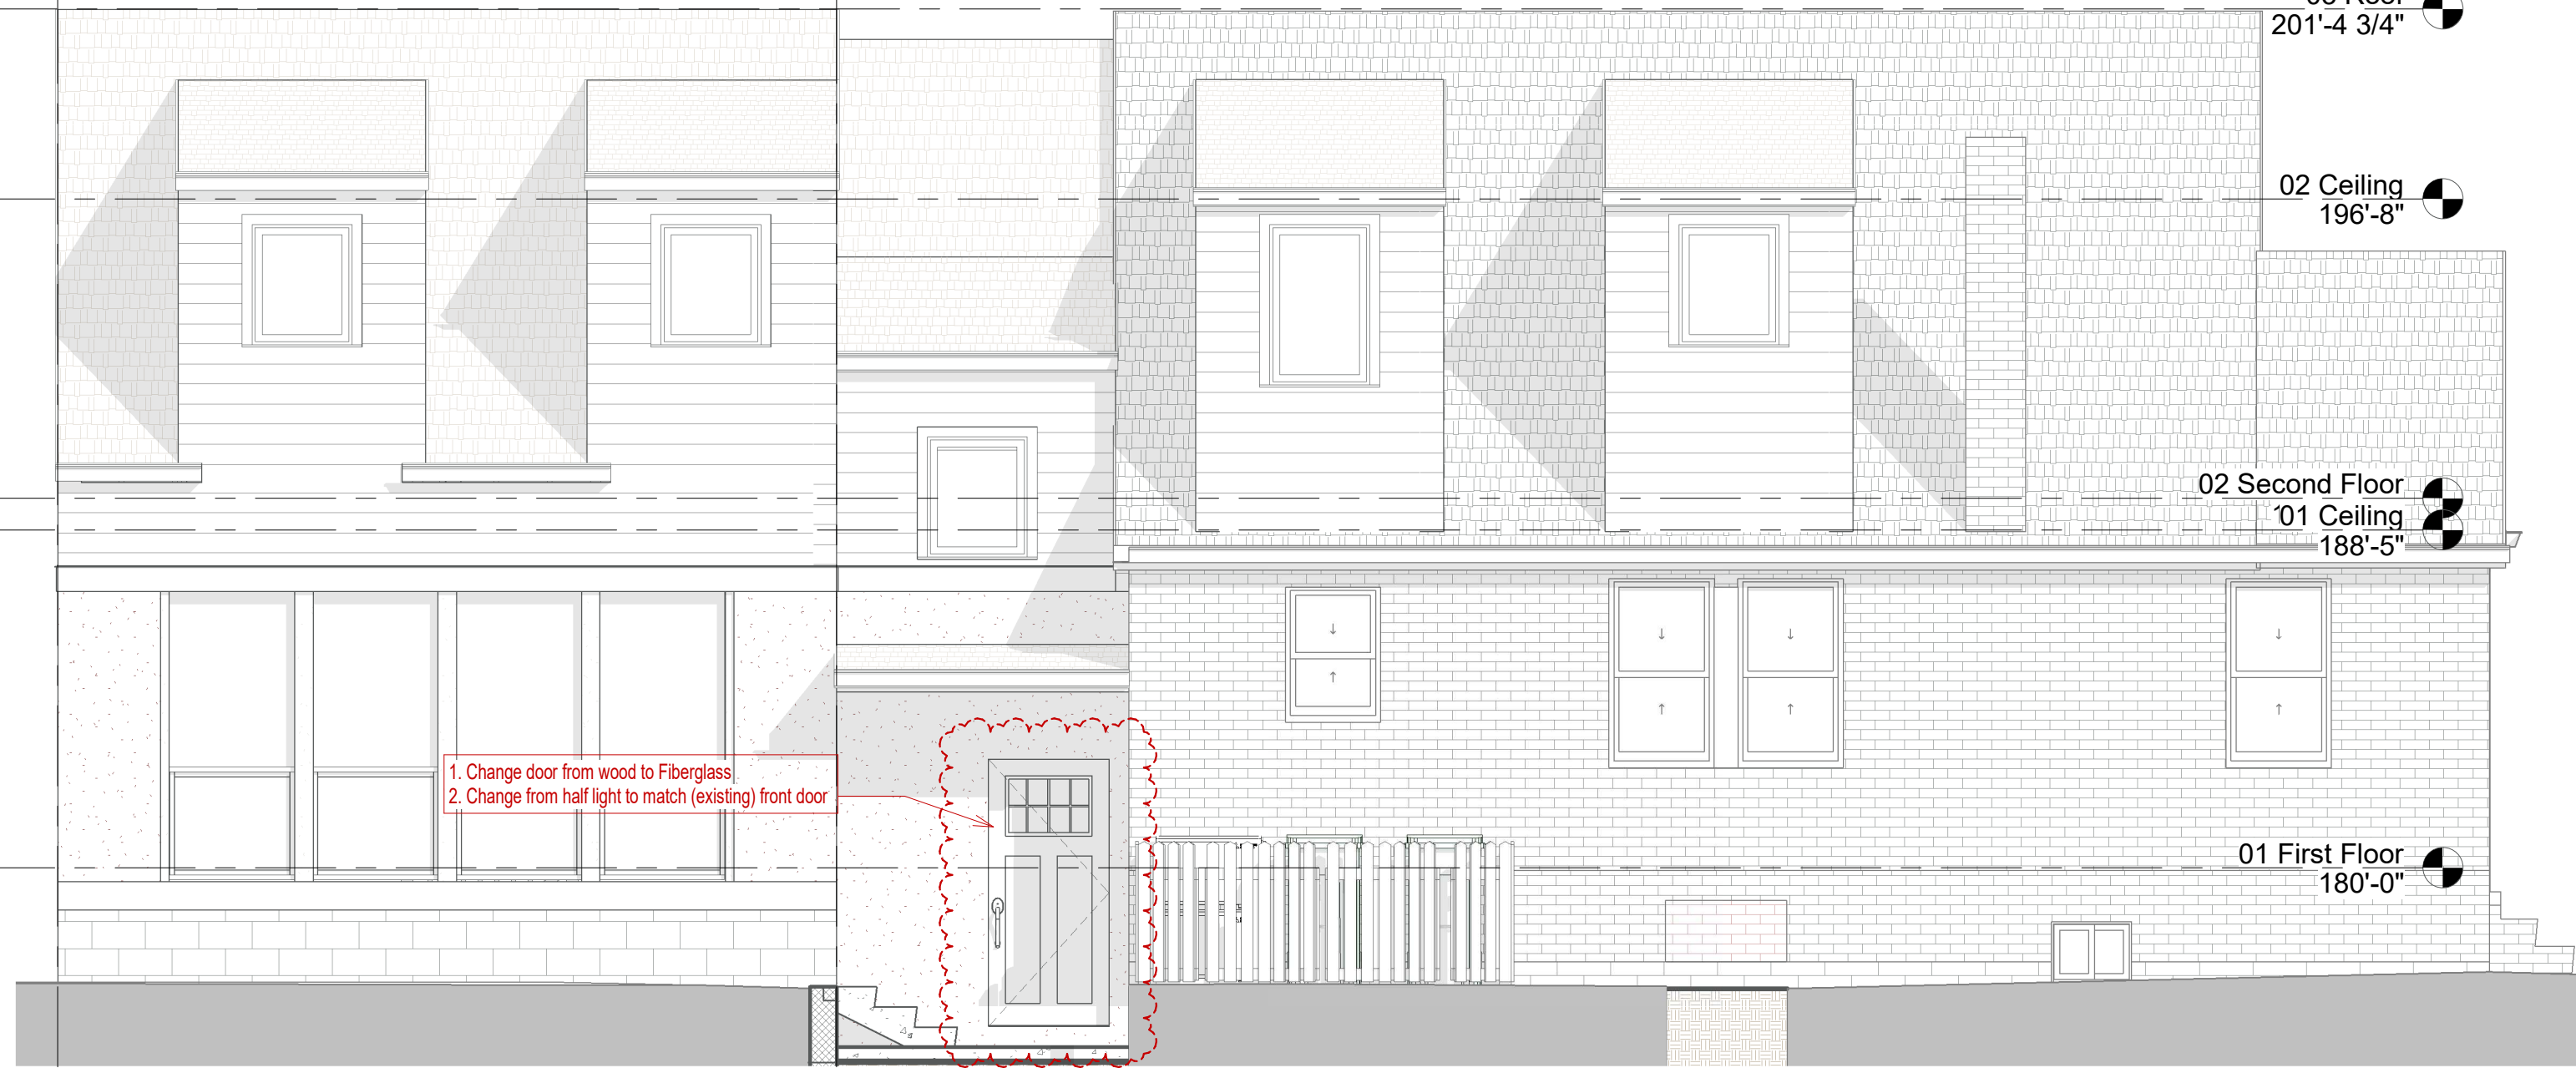 201'-4 3/4"
02 Ceiling
196'-8"
02 Second Floor
01 Ceiling
188'-5"
1. Change door from wood to Fiberglass
2. Change from half light to match (existing) front door
01 First Floor
180'-0"